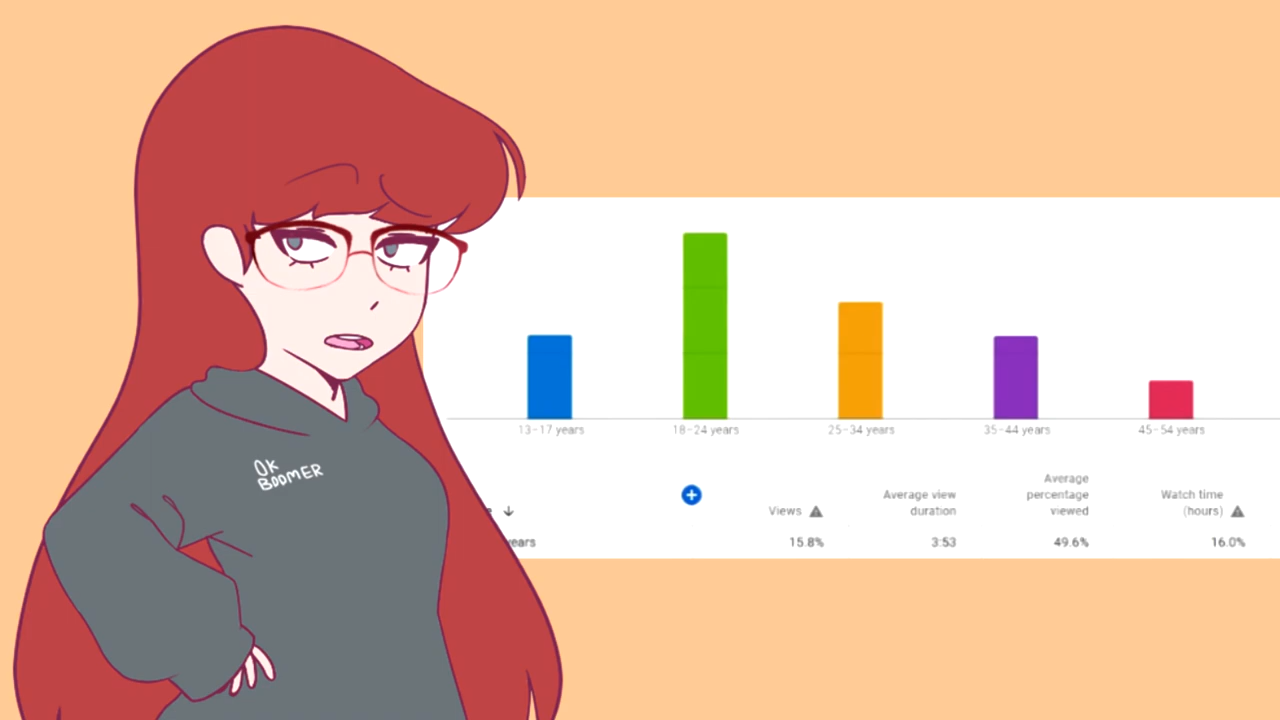 OK
BOOMER
13–17 years
18–24 years
25–34 years
35–44 years
45–54 years
Average
Average view
percentage
Watch time
Views
duration
viewed
(hours)
years
15.8%
3:53
49.6%
16.0%